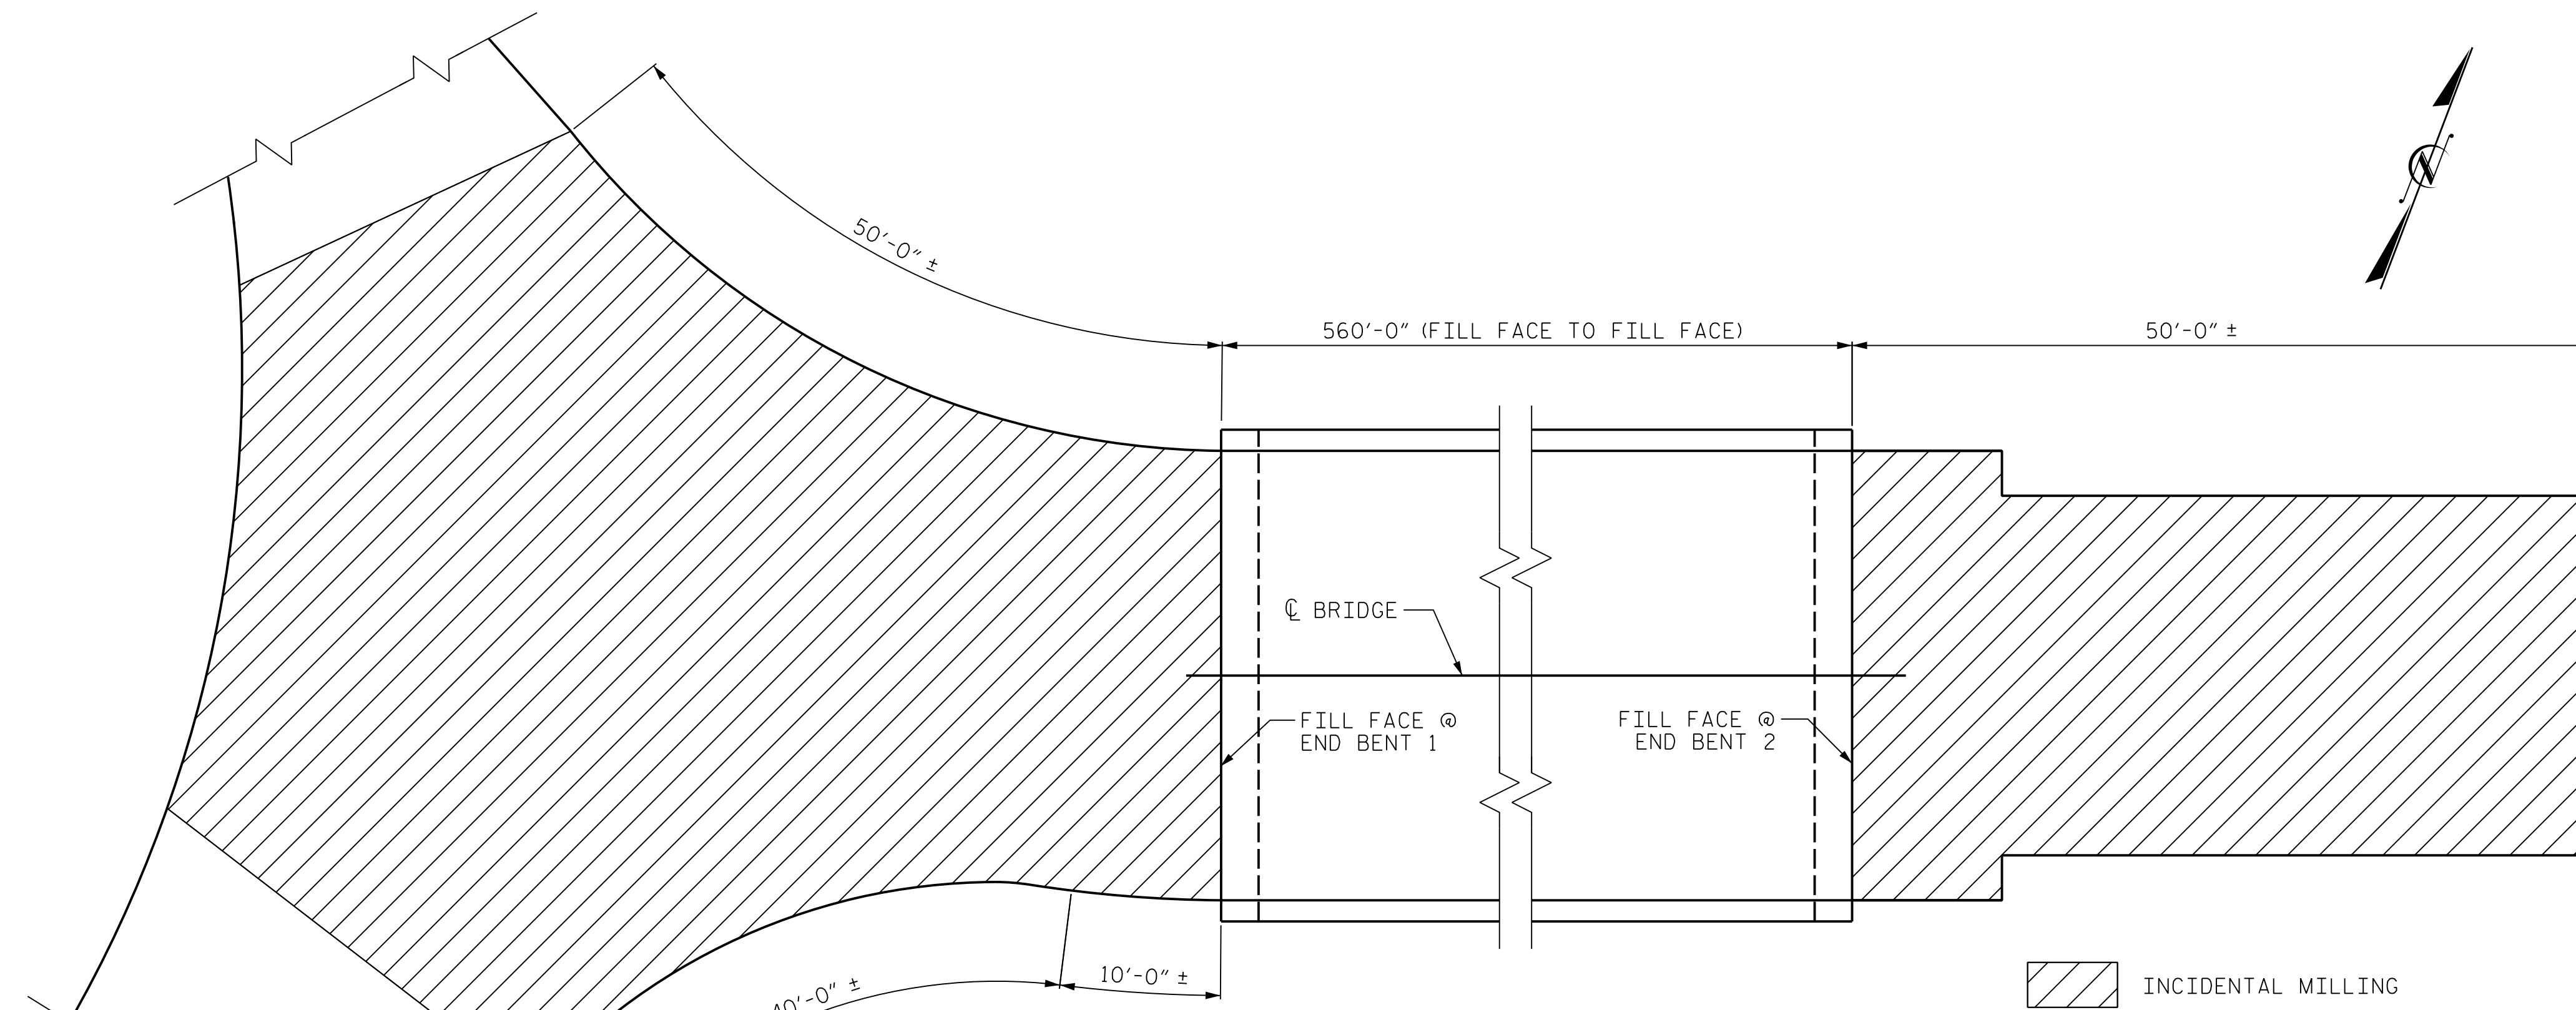 50'-0" ±
560'-0" (FILL FACE TO FILL FACE)
50'-0" ±
N
℄ BRIDGE
FILL FACE @
END BENT 1
FILL FACE @
END BENT 2
10'-0" ±
INCIDENTAL MILLING